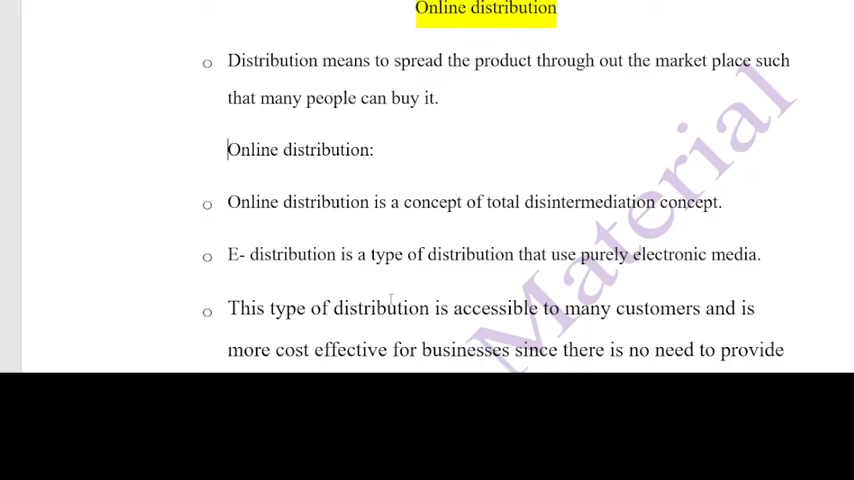 Online distribution
Distribution means to spread the product through out the market place such
that many people can buy it.
Online distribution:
Online distribution is a concept of total disintermediation concept.
E- distribution is a type of distribution that use purely electronic media.
This type of distribution is accessible to many customers and is
more cost effective for businesses since there is no need to provide
Material